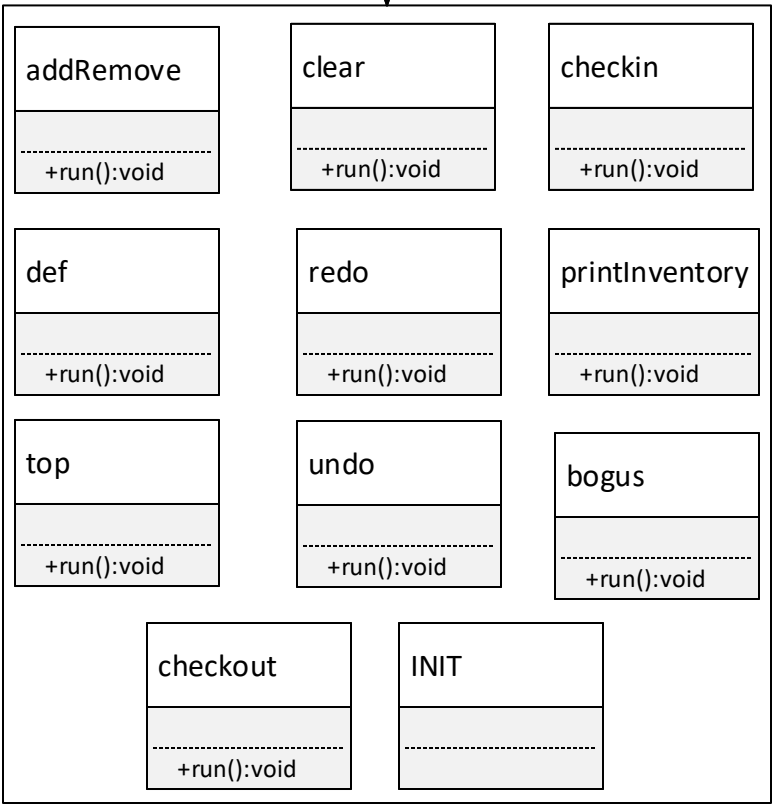 addRemove
+run():void
clear
+run():void
checkin
+run():void
def
+run():void
redo
+run():void
printInventory
+run():void
top
+run():void
undo
+run():void
bogus
+run():void
checkout
+run():void
INIT